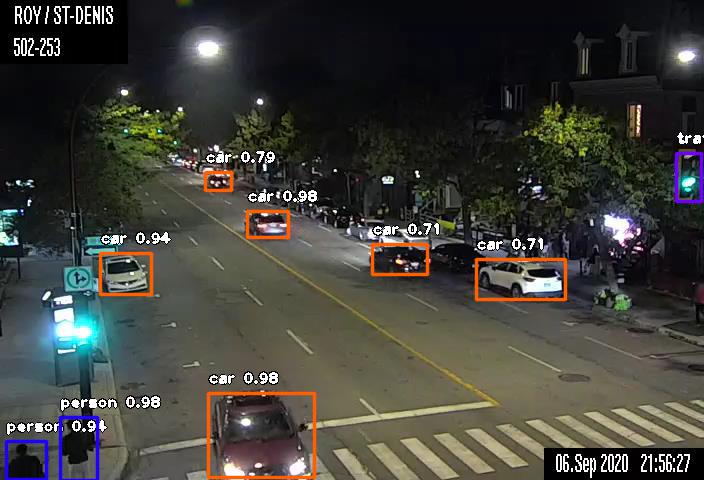 ROY / ST-DENIS
502-253
car 0.79
car 0.98
car 0.71
car 0.94
car 0.71
car 0.98
person 0.98
person 0.94
06.Sep 2020 21:56:27